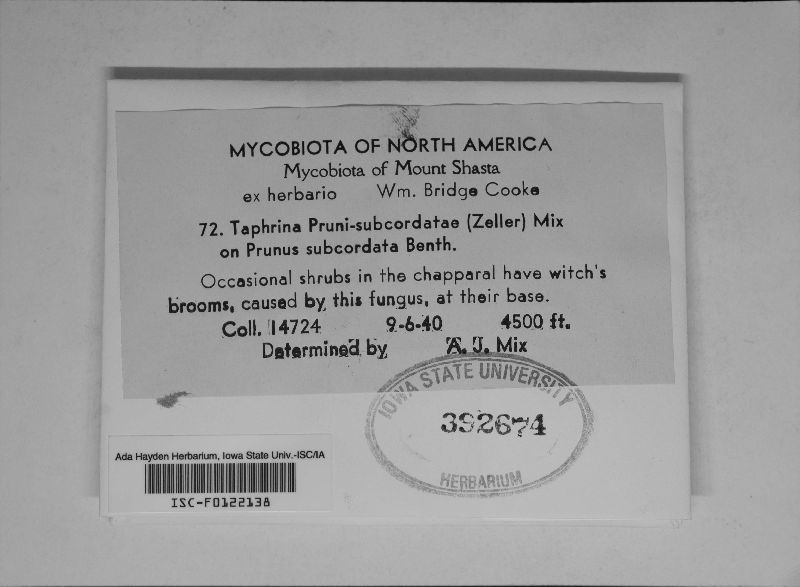 MYCOBIOTA OF NORTH AMERICA
Mycobiota of Mount Shasta
ex herbario Wm. Bridge Cooke
72. Taphrina Pruni-subcordatae (Zeller) Mix
on Prunus subcordata Benth.
Occasional shrubs in the chapparal have witch's
brooms, caused by this fungus, at their base.
Coll. 14724 9-6-40 4500 ft.
Determined by A. J. Mix
IOWA STATE UNIVERSITY
392674
HERBARIUM
Ada Hayden Herbarium, Iowa State Univ.-ISC/IA
ISC-F0122138